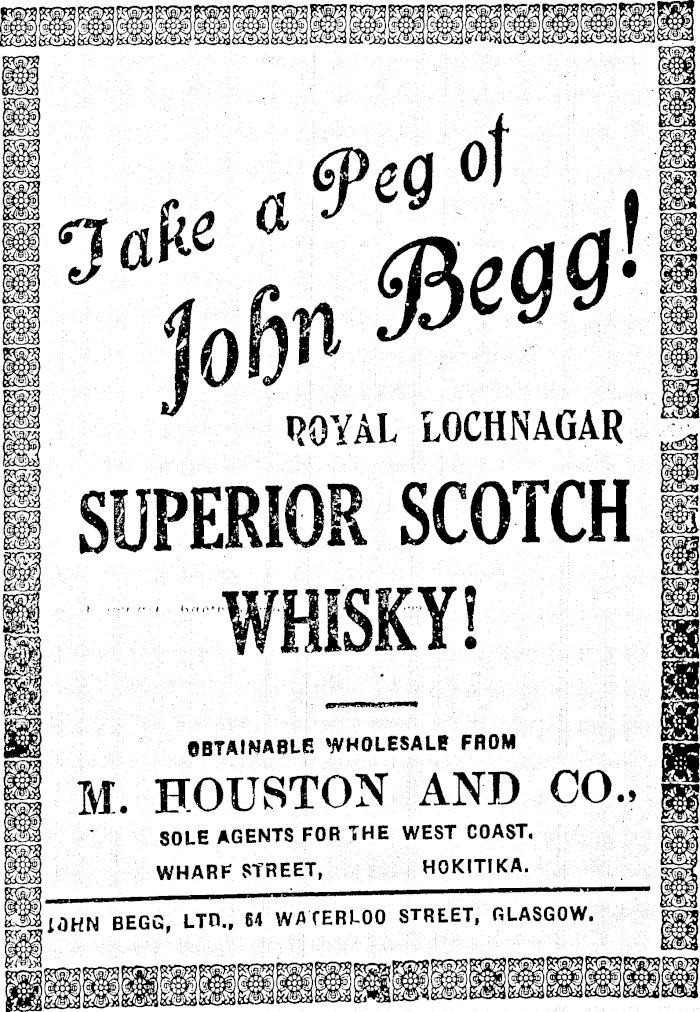 Take a Peg of
John Begg!
ROYAL LOCHNAGAR
SUPERIOR SCOTCH
WHISKY!
OBTAINABLE WHOLESALE FROM
M. HOUSTON AND CO.,
SOLE AGENTS FOR THE WEST COAST.
WHARF STREET, HOKITIKA.
JOHN BEGG, LTD., 64 WATERLOO STREET, GLASGOW.